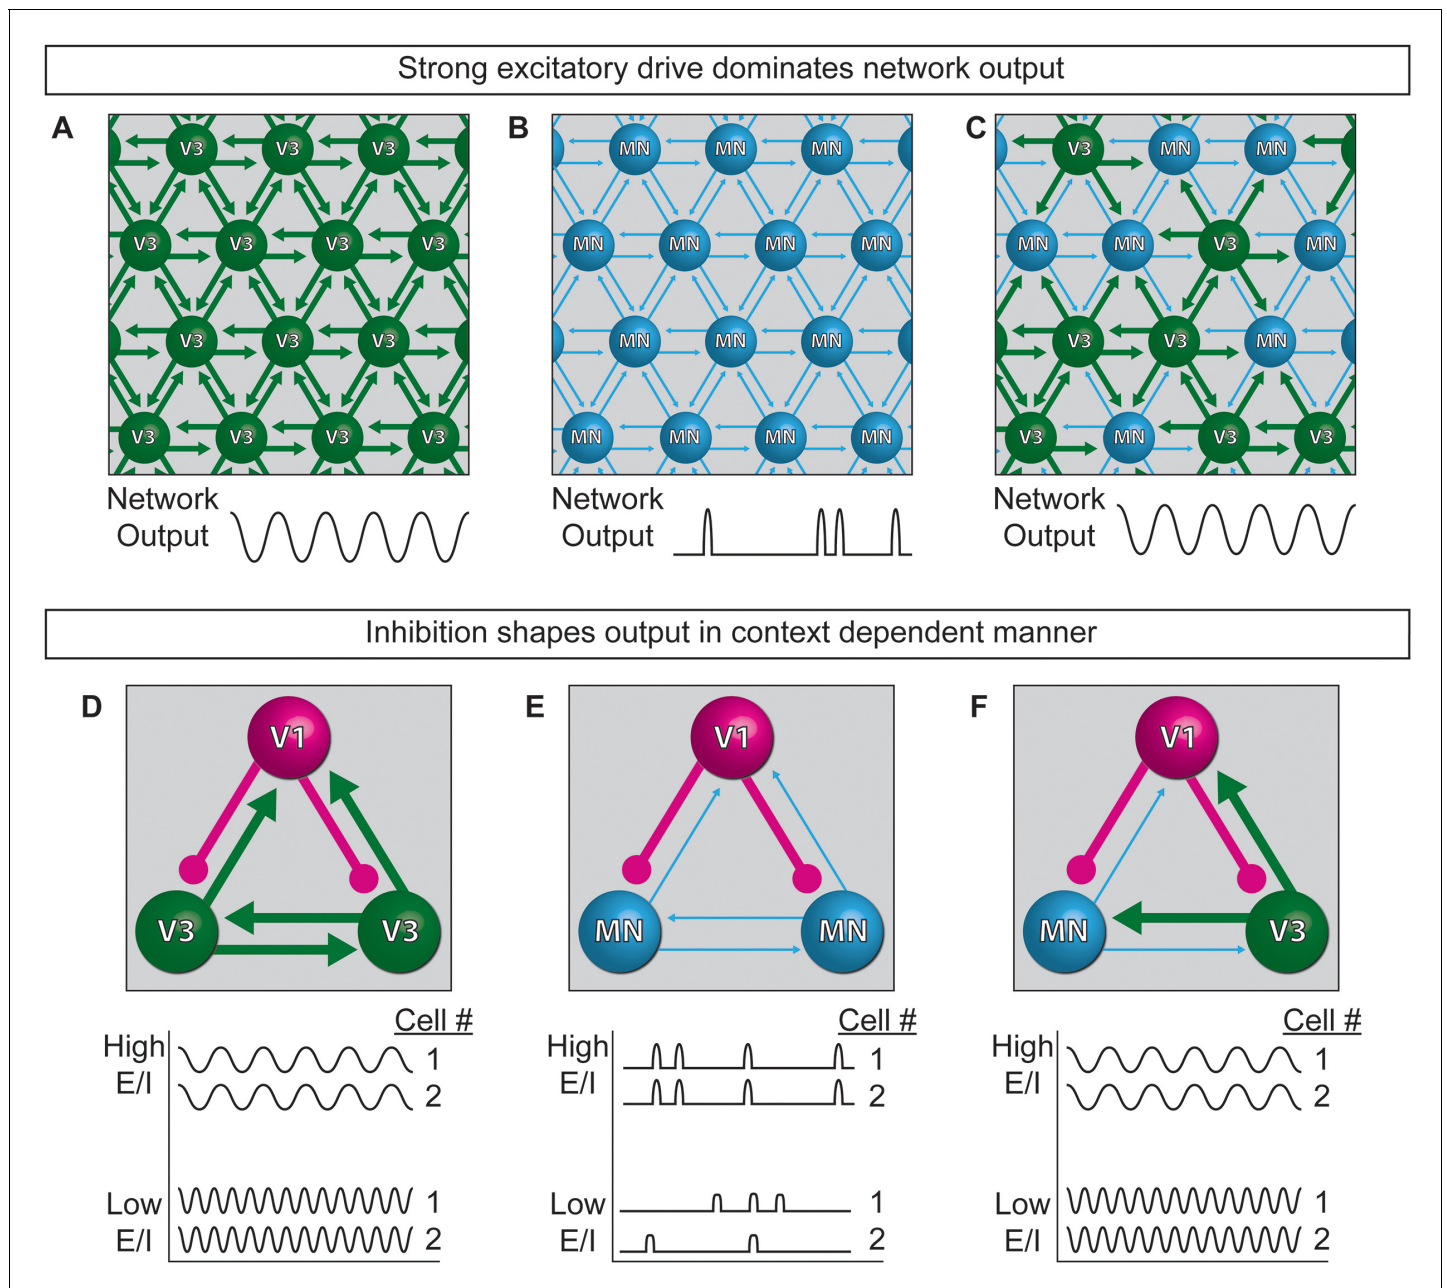 Strong excitatory drive dominates network output
A B C
V3 V3 V3 MN MN MN V3 MN MN
V3 V3 V3 V3 MN MN MN MN MN MN V3 MN
V3 V3 V3 MN MN MN V3 V3 MN
V3 V3 V3 V3 MN MN MN MN V3 MN V3 V3
Network Network Network
Output Output Output
Inhibition shapes output in context dependent manner
D E F
V1 V1 V1
V3 V3 MN MN MN V3
Cell # Cell # Cell #
High 1 High 1 High 1
E/I 2 E/I 2 E/I 2
Low 1 Low 1 Low 1
E/I 2 E/I 2 E/I 2